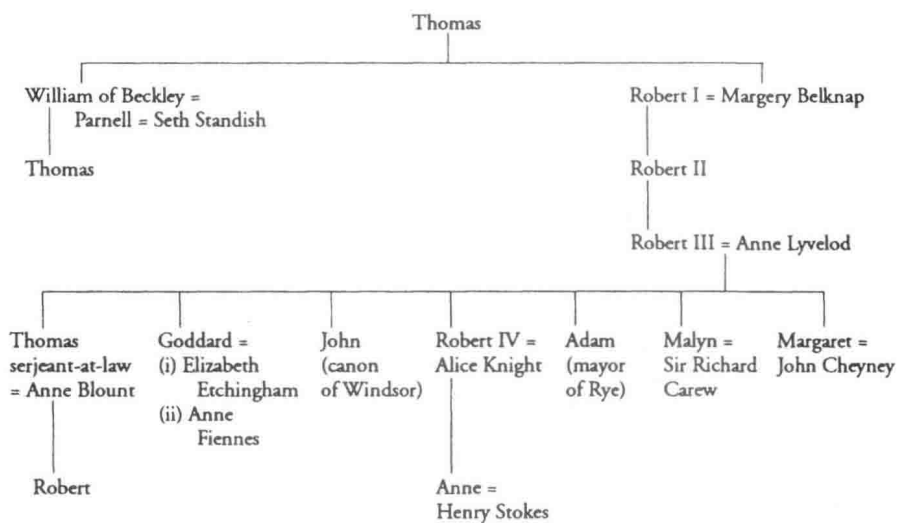 Thomas
William of Beckley =
Parnell = Seth Standish
Robert I = Margery Belknap
Thomas
Robert II
Robert III = Anne Lyvelod
Thomas
serjeant-at-law
= Anne Blount
Goddard =
(i) Elizabeth
Etchingham
(ii) Anne
Fiennes
John
(canon
of Windsor)
Robert IV =
Alice Knight
Adam
(mayor
of Rye)
Malyn =
Sir Richard
Carew
Margaret =
John Cheyney
Robert
Anne =
Henry Stokes